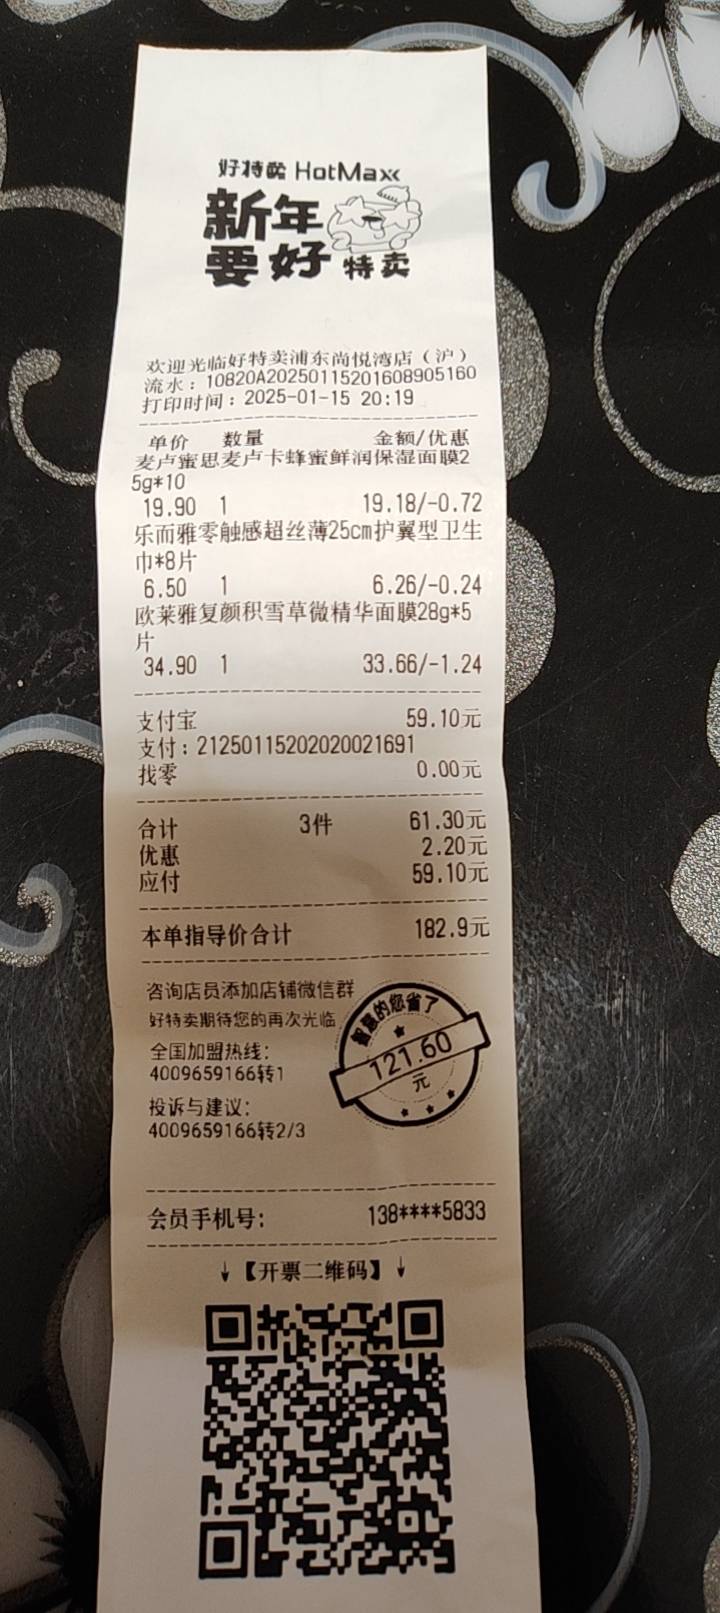 好特卖 HotMaxx
新年
要好特卖
欢迎光临好特卖浦东尚悦湾店（沪）
流水：10820A20250115201608905160
打印时间：2025-01-15 20:19
单价 数量 金额/优惠
麦卢蜜思麦卢卡蜂蜜鲜润保湿面膜2
5g*10
19.90 1 19.18/-0.72
乐而雅零触感超丝薄25cm护翼型卫生
巾*8片
6.50 1 6.26/-0.24
欧莱雅复颜积雪草微精华面膜28g*5
片
34.90 1 33.66/-1.24
支付宝 59.10元
支付：21250115202020021691
找零 0.00元
合计 3件 61.30元
优惠 2.20元
应付 59.10元
本单指导价合计 182.9元
咨询店员添加店铺微信群
好特卖期待您的再次光临
全国加盟热线：
4009659166转1
投诉与建议：
4009659166转2/3
智慧的您省了
121.60
元
会员手机号： 138****5833
↓【开票二维码】↓